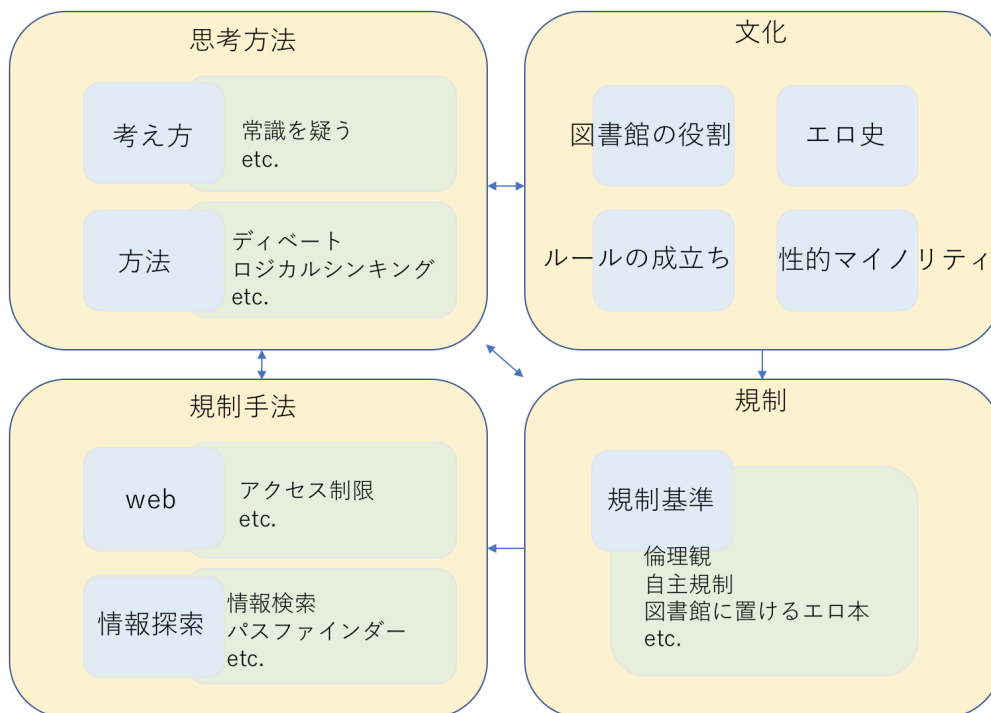 思考方法
考え方
常識を疑う
etc.
方法
ディベート
ロジカルシンキング
etc.
文化
図書館の役割
エロ史
ルールの成立ち
性的マイノリティ
規制手法
web
アクセス制限
etc.
情報探索
情報検索
パスファインダー
etc.
規制
規制基準
倫理観
自主規制
図書館に置けるエロ本
etc.